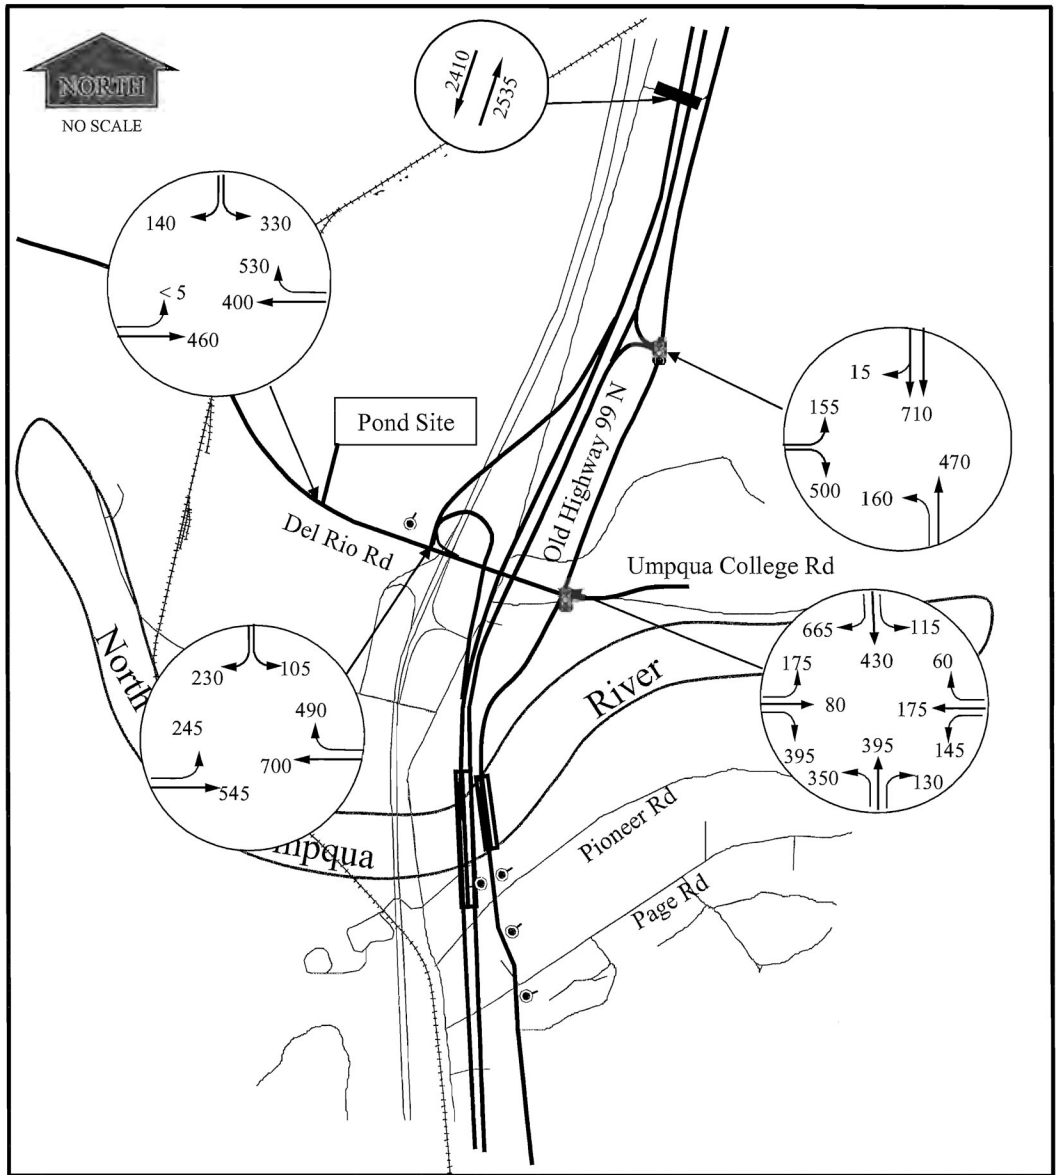 NORTH
NO SCALE
2410
2535
140
330
530
< 5
400
460
15
155
710
470
500
160
Pond Site
Old Highway 99 N
Del Rio Rd
Umpqua College Rd
665
115
175
430
60
80
175
395
395
145
350
130
North
River
230
105
490
245
700
545
mpqua
Pioneer Rd
Page Rd